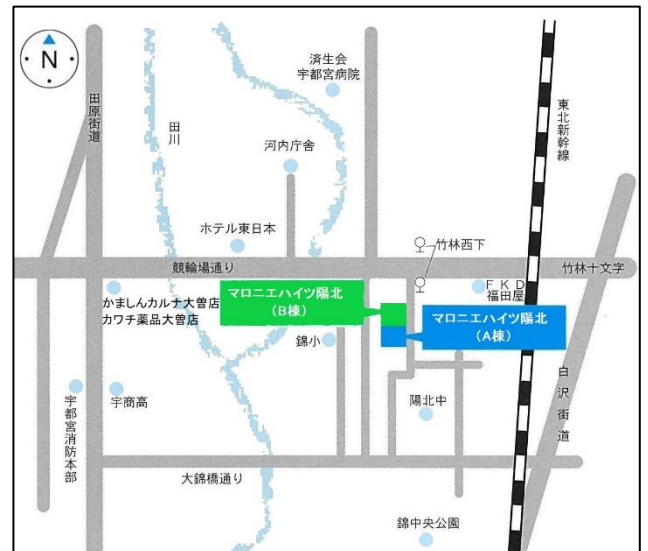 N
済生会
宇都宮病院
田原街道
田川
東北新幹線
河内庁舎
ホテル東日本
竹林西下
競輪場通り
竹林十文字
かましんカルナ大曽店
カワチ薬品大曽店
マロニエハイツ陽北
(B棟)
FKD
福田屋
マロニエハイツ陽北
(A棟)
錦小
白沢街道
宇商高
陽北中
宇都宮消防本部
大錦橋通り
錦中央公園